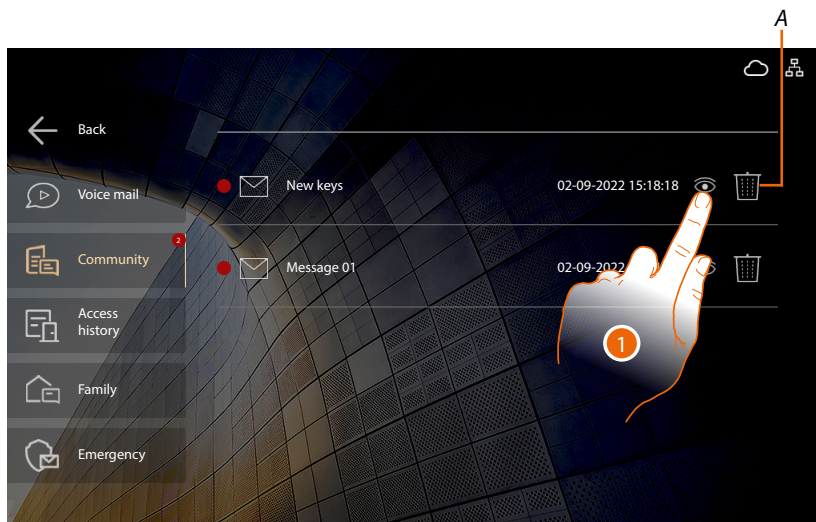 A
Back
Voice mail
New keys
02-09-2022 15:18:18
Community
2
Message 01
02-09-2022
Access
history
1
Family
Emergency